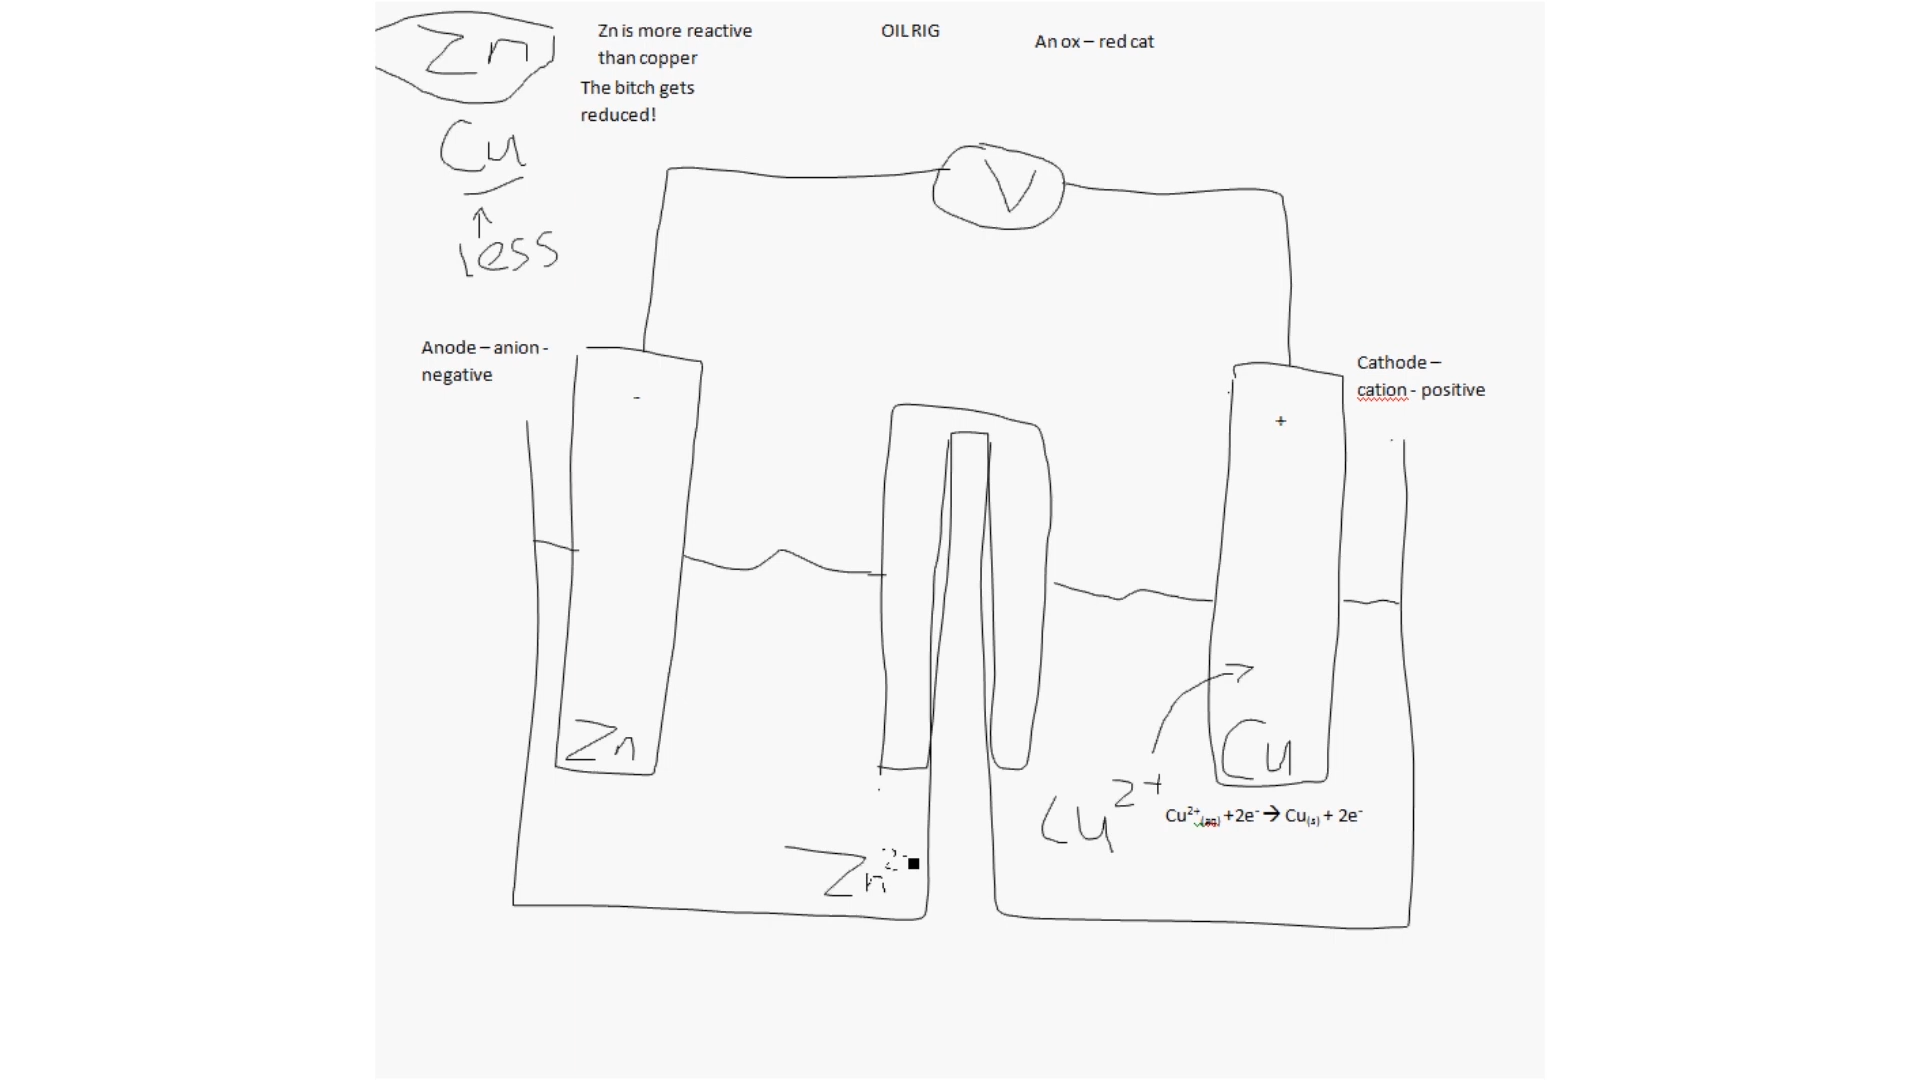 Zn
Zn is more reactive
than copper
The bitch gets
reduced!
OILRIG
An ox – red cat
Cu
↑
less
V
Anode – anion -
negative
-
Cathode –
cation - positive
+
Zn
Cu
Cu²⁺
Cu²⁺(aq) +2e⁻ → Cu(s) + 2e⁻
Zn